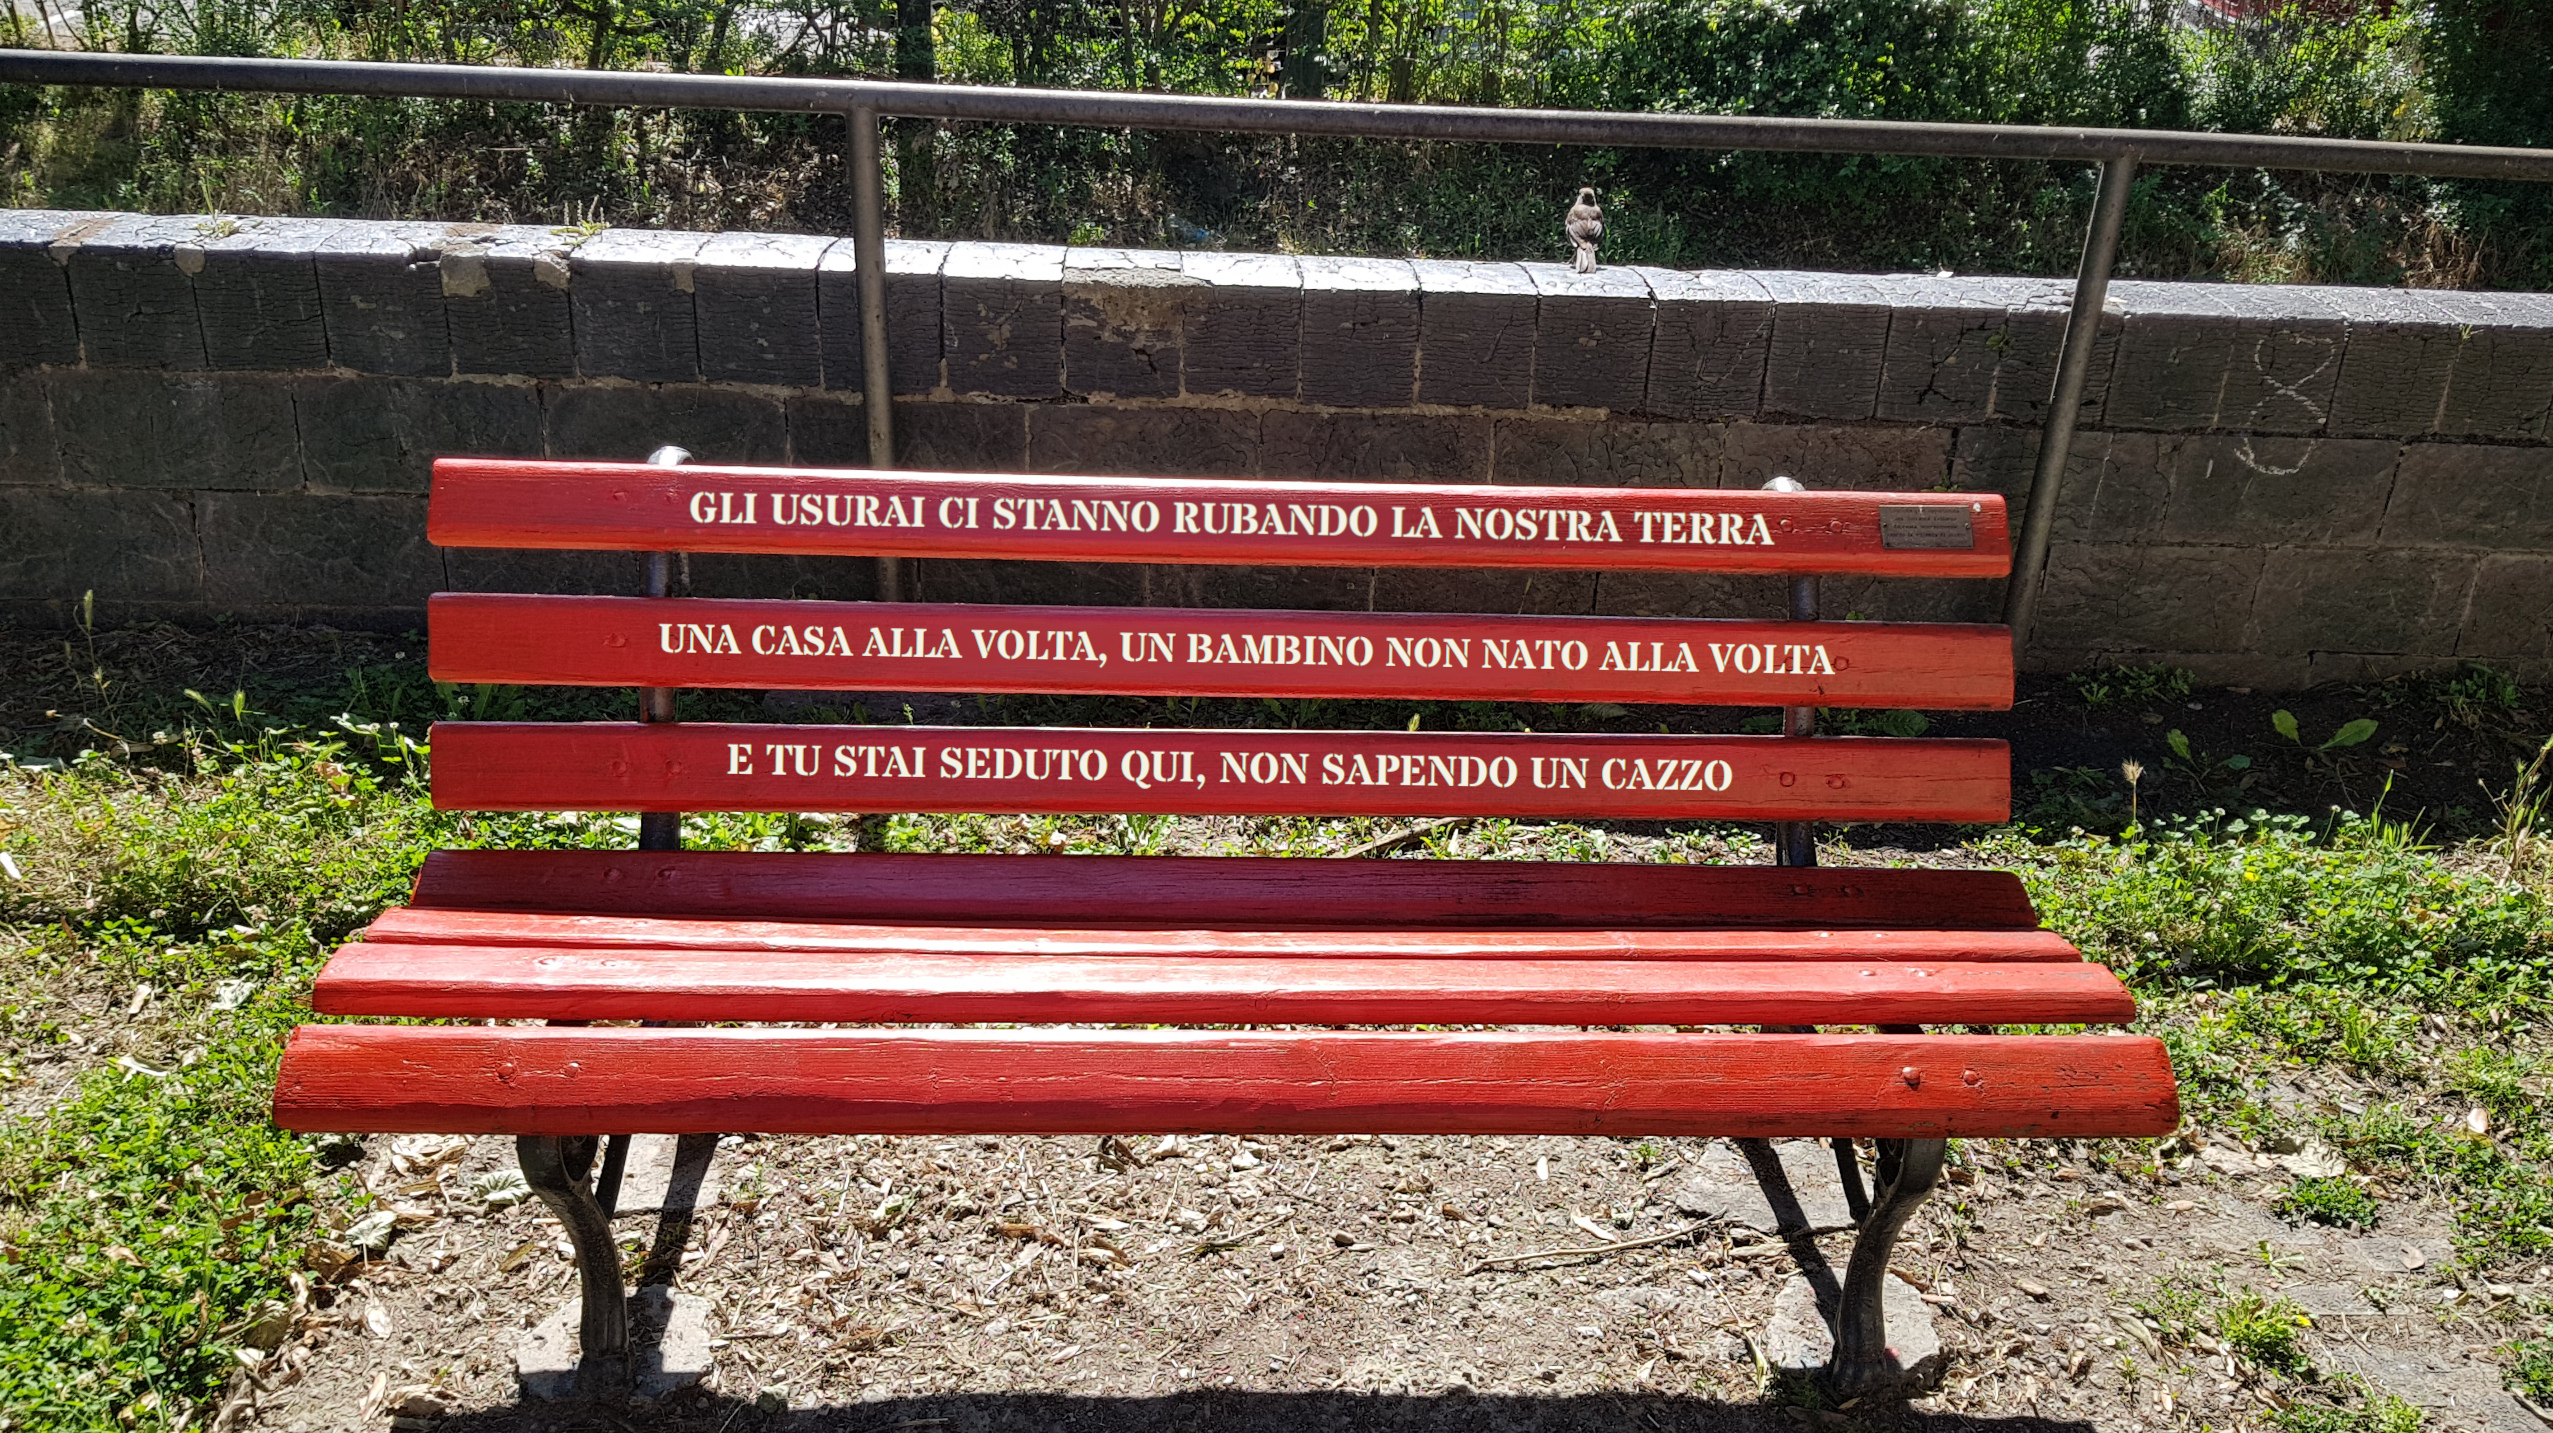 GLI USURAI CI STANNO RUBANDO LA NOSTRA TERRA
UNA CASA ALLA VOLTA, UN BAMBINO NON NATO ALLA VOLTA
E TU STAI SEDUTO QUI, NON SAPENDO UN CAZZO
8